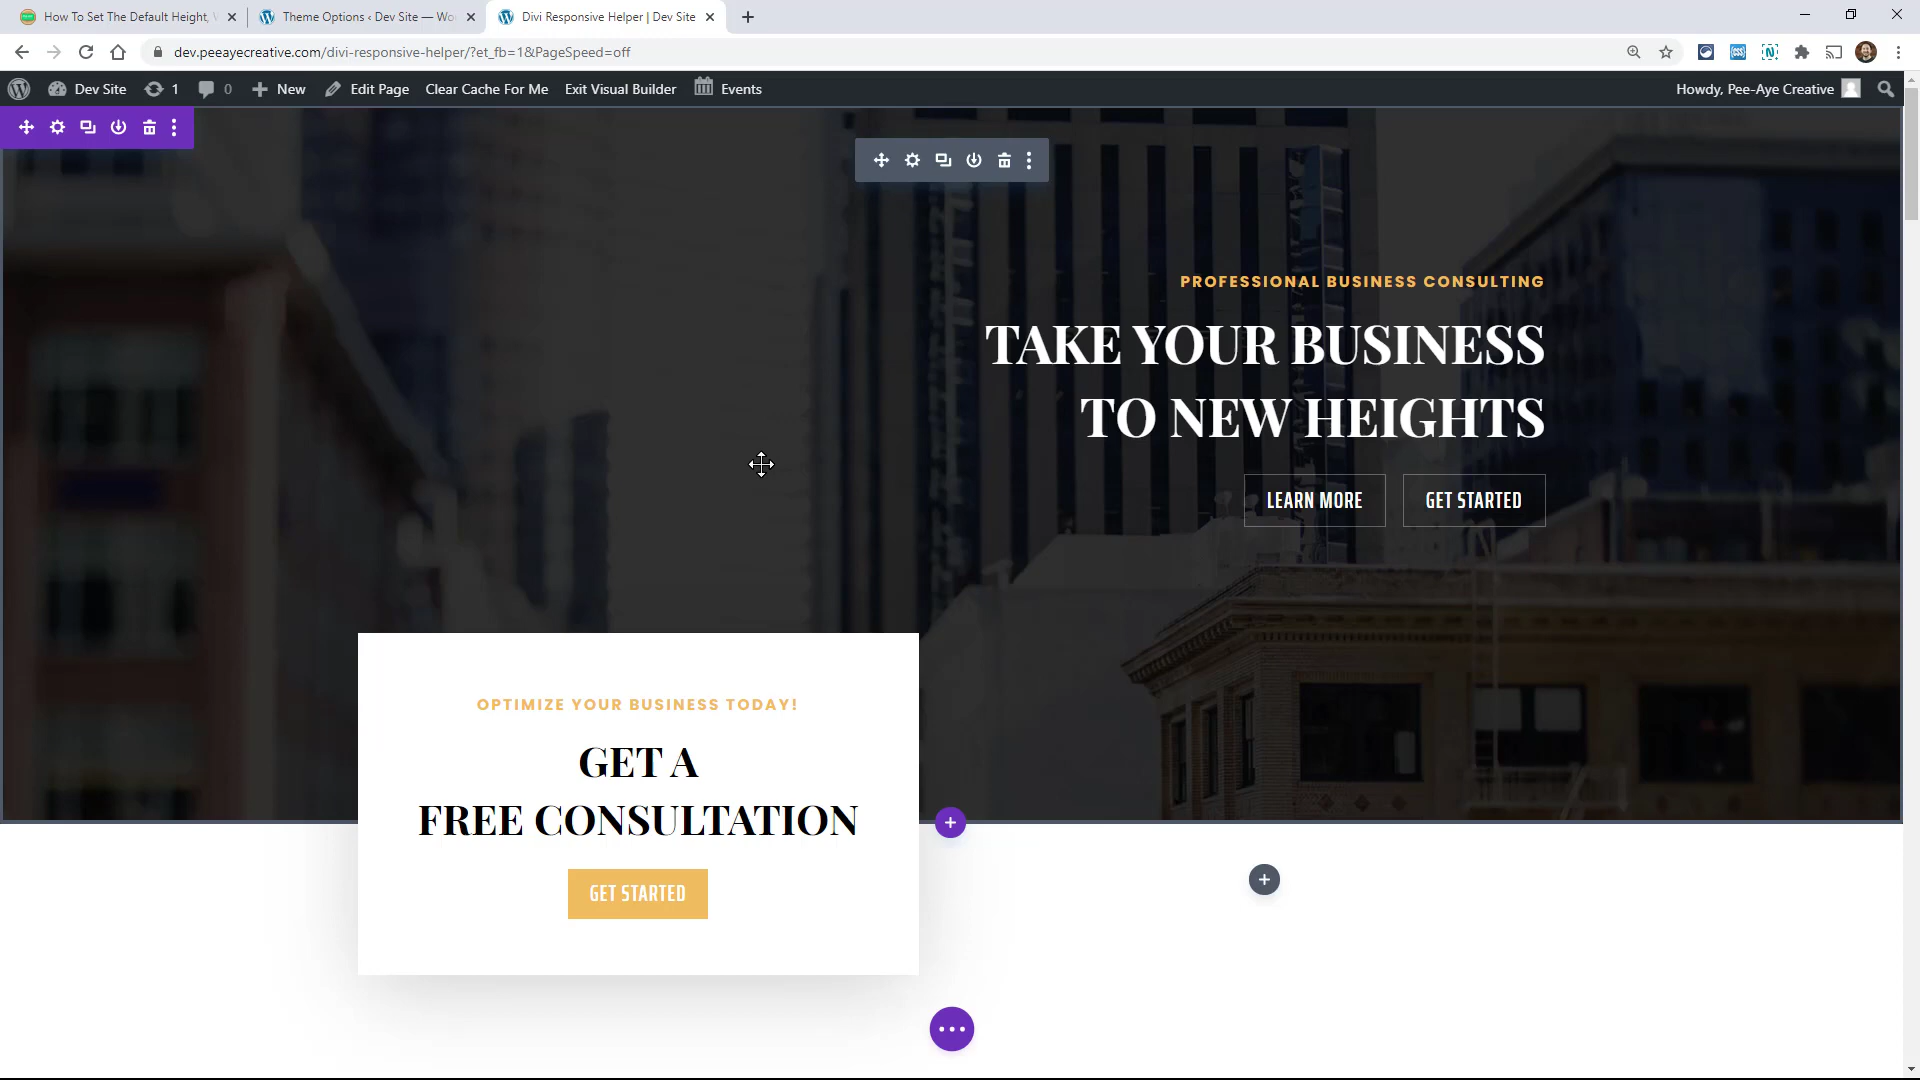 How To Set The Default Height,
Theme Options ‹ Dev Site — Wo
Divi Responsive Helper | Dev Site
dev.peeayecreative.com/divi-responsive-helper/?et_fb=1&PageSpeed=off
Dev Site 1 0 New Edit Page Clear Cache For Me Exit Visual Builder Events Howdy, Pee-Aye Creative
PROFESSIONAL BUSINESS CONSULTING
TAKE YOUR BUSINESS
TO NEW HEIGHTS
LEARN MORE GET STARTED
OPTIMIZE YOUR BUSINESS TODAY!
GET A
FREE CONSULTATION
GET STARTED